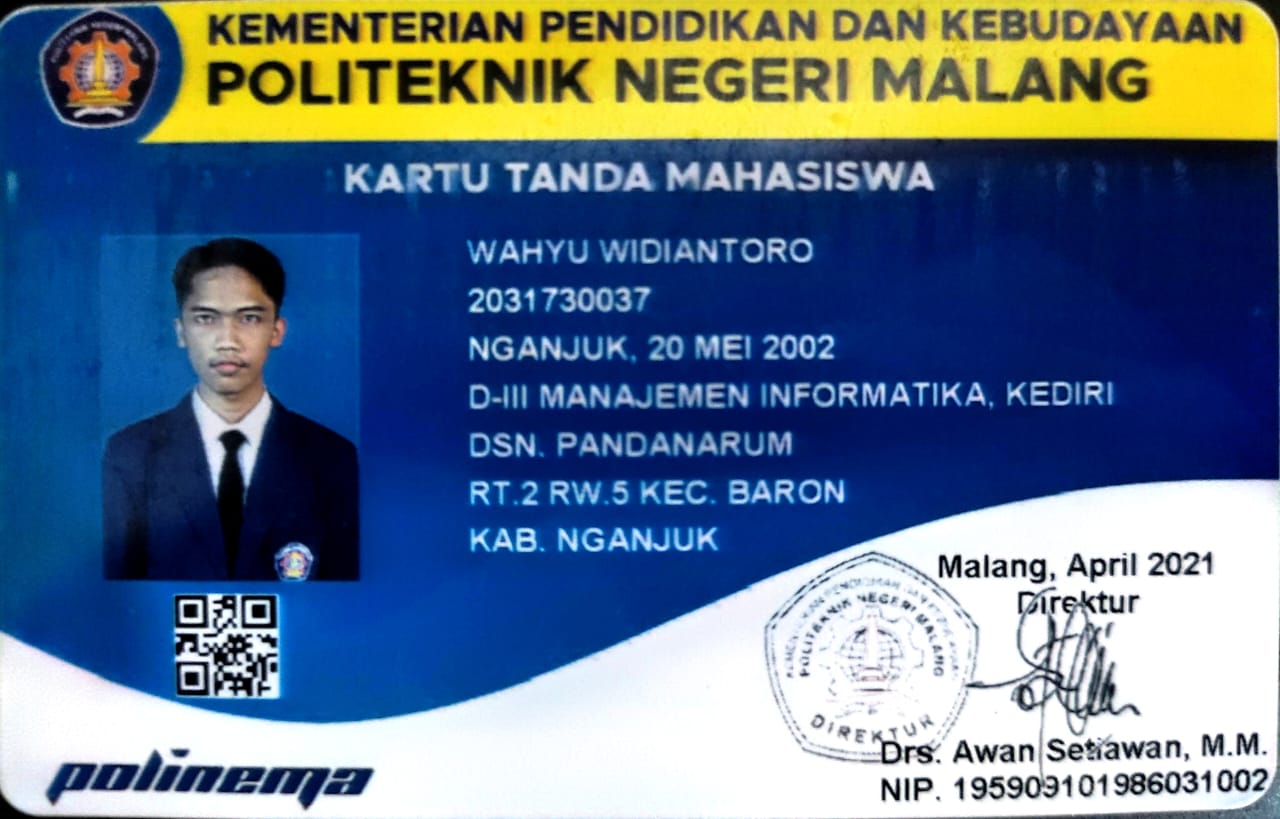 KEMENTERIAN PENDIDIKAN DAN KEBUDAYAAN
POLITEKNIK NEGERI MALANG
KARTU TANDA MAHASISWA
WAHYU WIDIANTORO
2031730037
NGANJUK, 20 MEI 2002
D-III MANAJEMEN INFORMATIKA, KEDIRI
DSN. PANDANARUM
RT.2 RW.5 KEC. BARON
KAB. NGANJUK
Malang, April 2021
Direktur
POLITEKNIK NEGERI MALANG
DIREKTUR
Drs. Awan Setiawan, M.M.
NIP. 195909101986031002
polinema